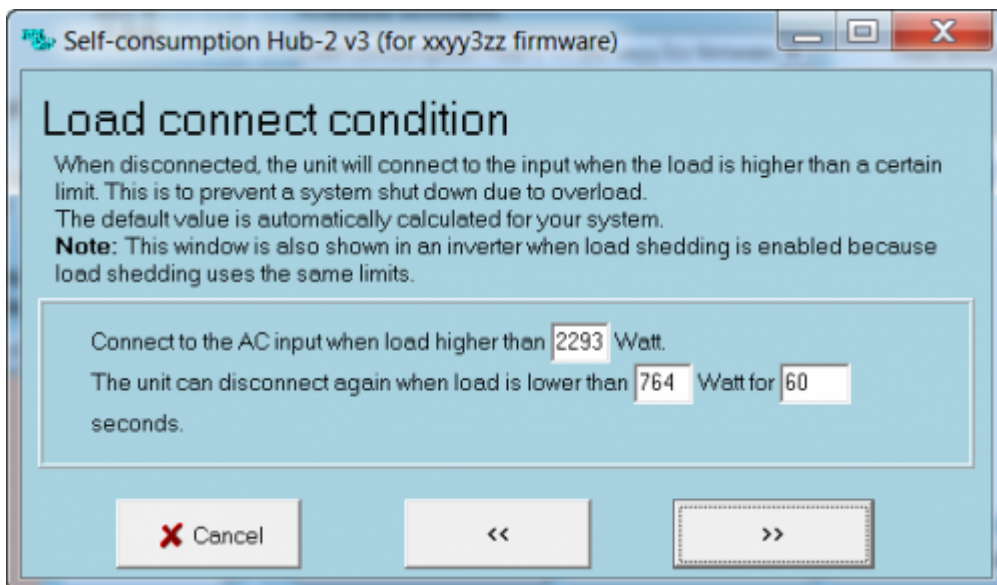 Self-consumption Hub-2 v3 (for xxyy3zz firmware)
Load connect condition
When disconnected, the unit will connect to the input when the load is higher than a certain
limit. This is to prevent a system shut down due to overload.
The default value is automatically calculated for your system.
Note: This window is also shown in an inverter when load shedding is enabled because
load shedding uses the same limits.
Connect to the AC input when load higher than 2293 Watt.
The unit can disconnect again when load is lower than 764 Watt for 60
seconds.
Cancel << >>